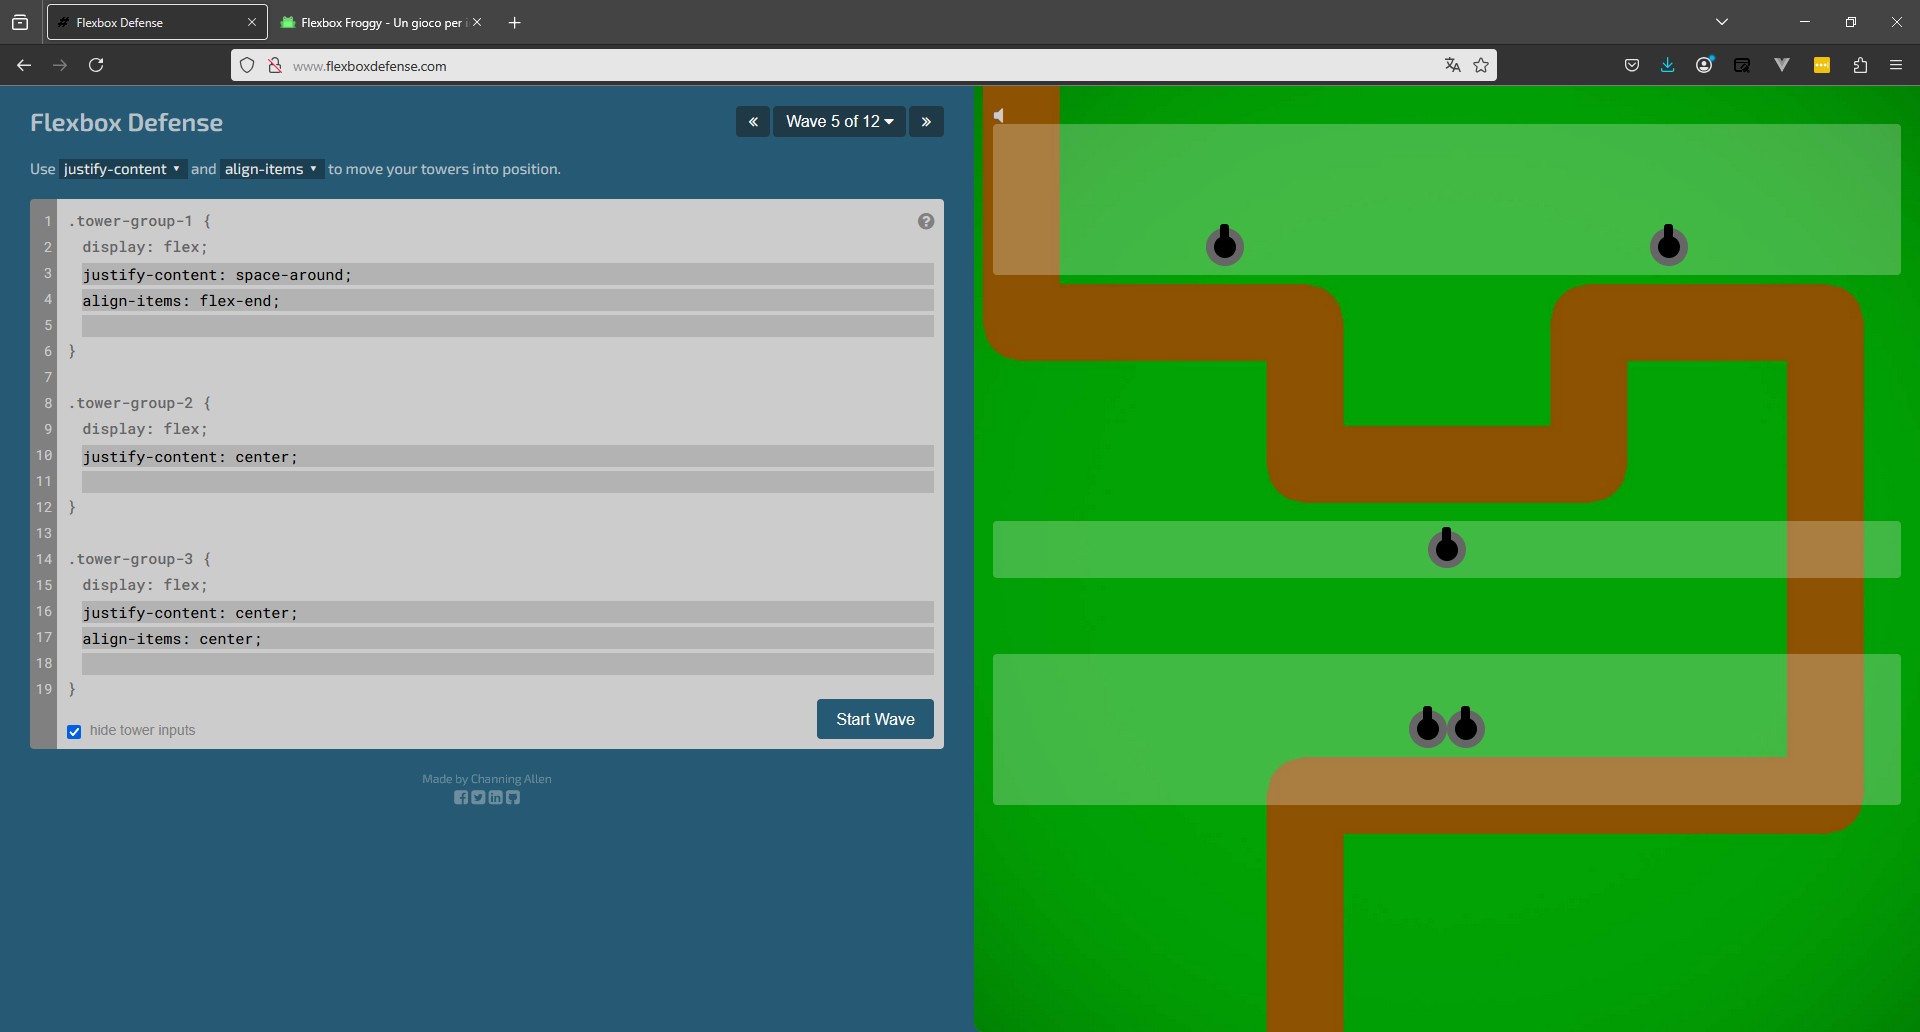 Flexbox Defense
Flexbox Froggy - Un gioco per i
www.flexboxdefense.com
Flexbox Defense
« Wave 5 of 12 »
Use justify-content and align-items to move your towers into position.
1 .tower-group-1 {
2 display: flex;
3 justify-content: space-around;
4 align-items: flex-end;
5
6 }
7
8 .tower-group-2 {
9 display: flex;
10 justify-content: center;
11
12 }
13
14 .tower-group-3 {
15 display: flex;
16 justify-content: center;
17 align-items: center;
18
19 }
hide tower inputs
Start Wave
Made by Channing Allen